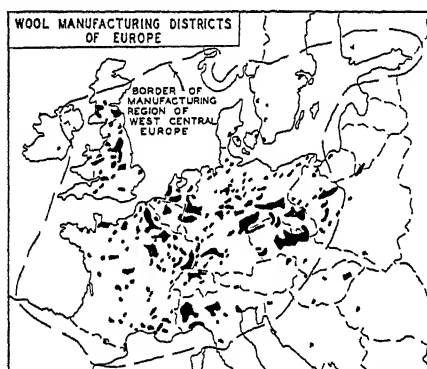 WOOL MANUFACTURING DISTRICTS
OF EUROPE
BORDER OF
MANUFACTURING
REGION OF
WEST CENTRAL
EUROPE